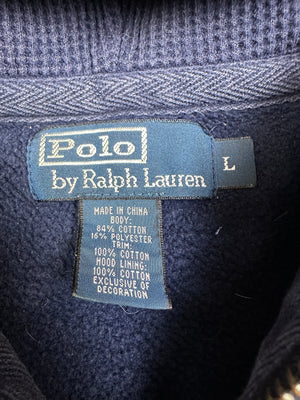 Polo
by Ralph Lauren
L
MADE IN CHINA
BODY:
84% COTTON
16% POLYESTER
TRIM:
100% COTTON
HOOD LINING:
100% COTTON
EXCLUSIVE OF
DECORATION